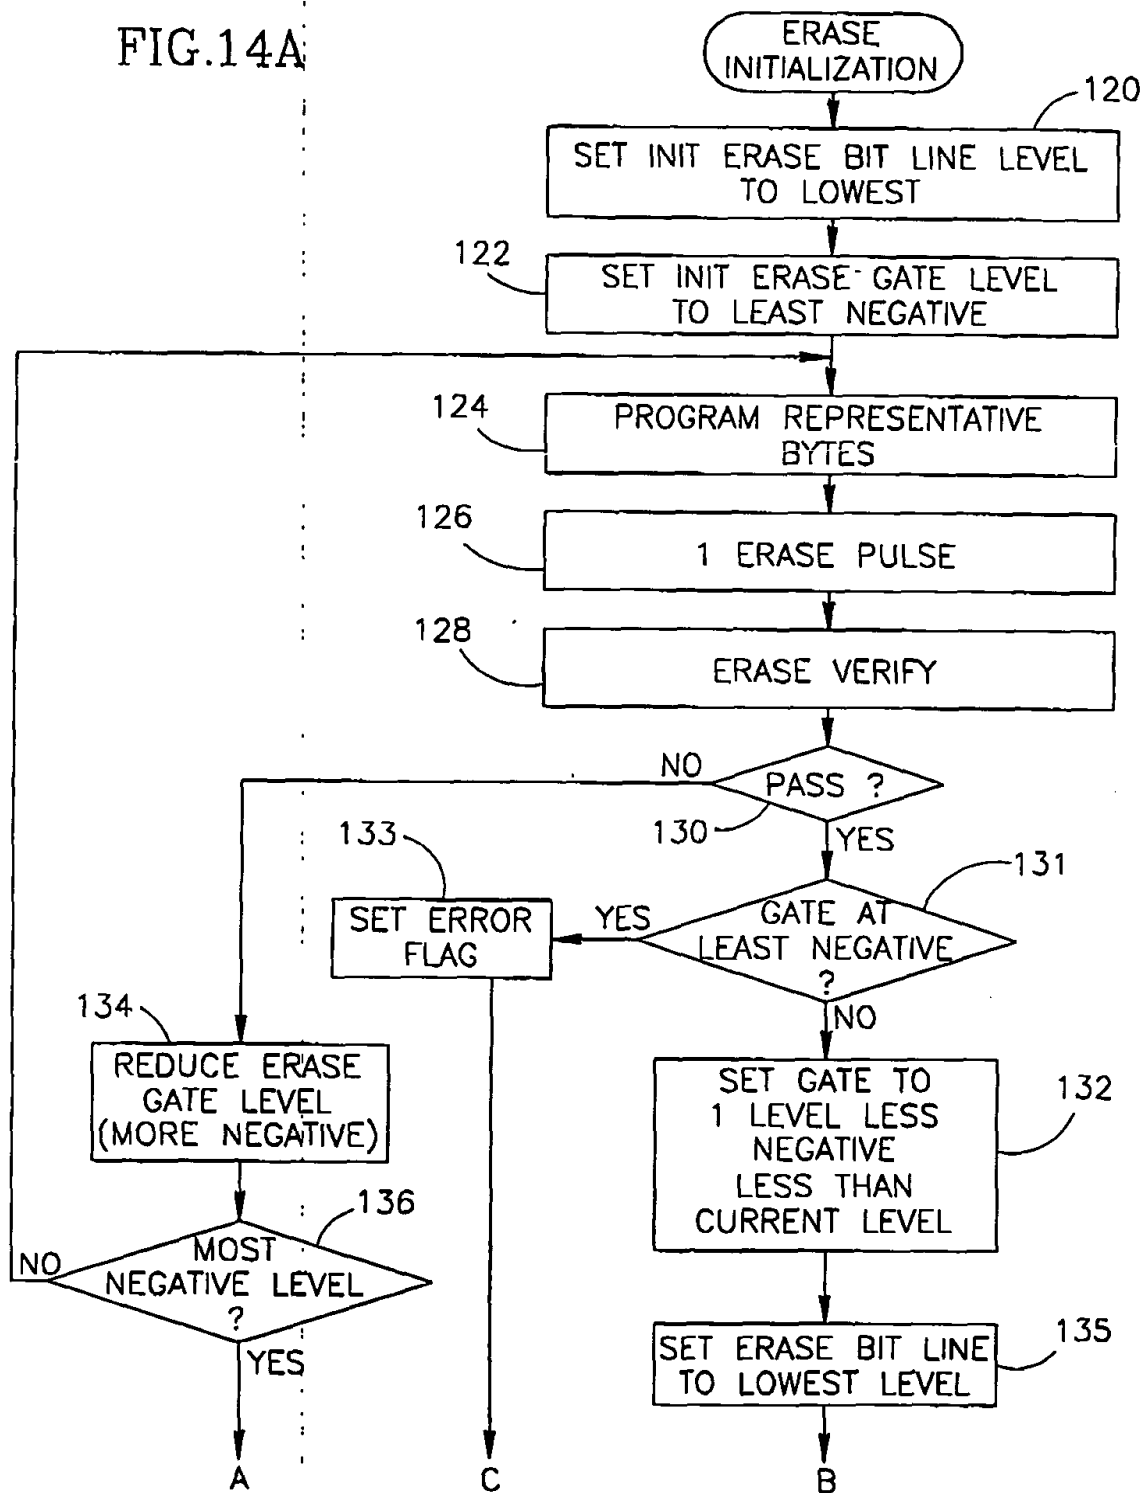 FIG.14A
ERASE
INITIALIZATION
120
SET INIT ERASE BIT LINE LEVEL
TO LOWEST
122
SET INIT ERASE GATE LEVEL
TO LEAST NEGATIVE
124
PROGRAM REPRESENTATIVE
BYTES
126
1 ERASE PULSE
128
ERASE VERIFY
NO
PASS ?
130
YES
133
131
SET ERROR
FLAG
YES
GATE AT
LEAST NEGATIVE
?
NO
134
REDUCE ERASE
GATE LEVEL
(MORE NEGATIVE)
SET GATE TO
1 LEVEL LESS
NEGATIVE
LESS THAN
CURRENT LEVEL
132
136
NO
MOST
NEGATIVE LEVEL
?
YES
135
SET ERASE BIT LINE
TO LOWEST LEVEL
A
C
B